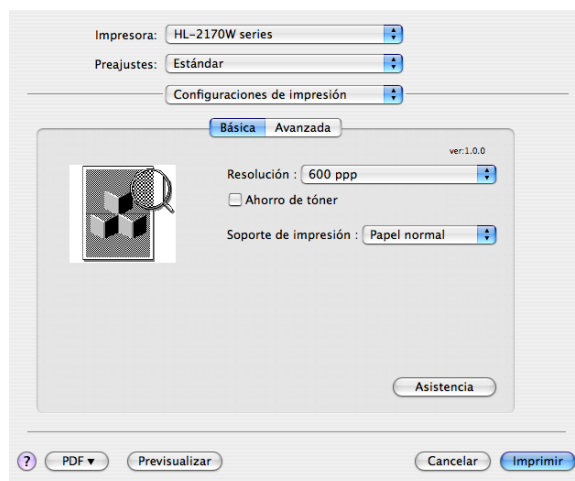 Impresora: HL-2170W series
Preajustes: Estándar
Configuraciones de impresión
Básica Avanzada
ver:1.0.0
Resolución : 600 ppp
Ahorro de tóner
Soporte de impresión : Papel normal
Asistencia
? PDF▼ Previsualizar Cancelar Imprimir